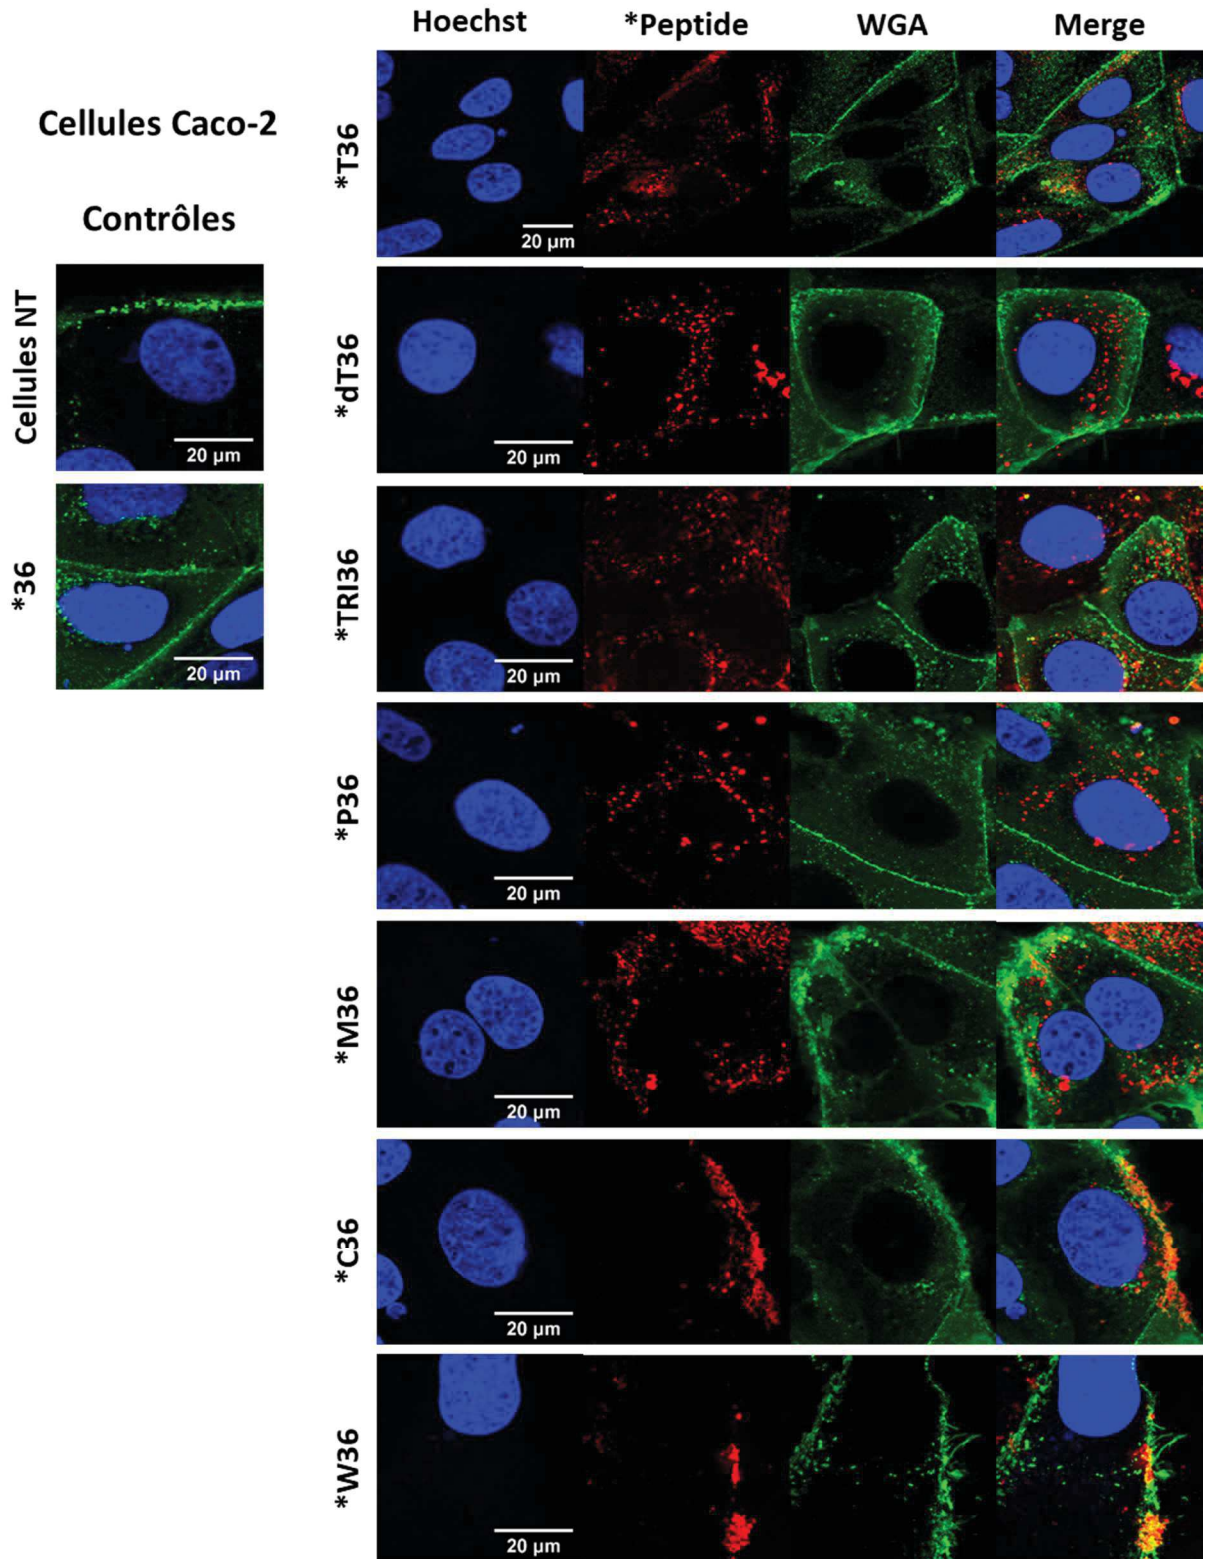 Hoechst *Peptide WGA Merge
Cellules Caco-2
Contrôles
Cellules NT
20 µm
*36
20 µm
*T36
20 µm
*dT36
20 µm
*TRI36
20 µm
*P36
20 µm
*M36
20 µm
*C36
20 µm
*W36
20 µm